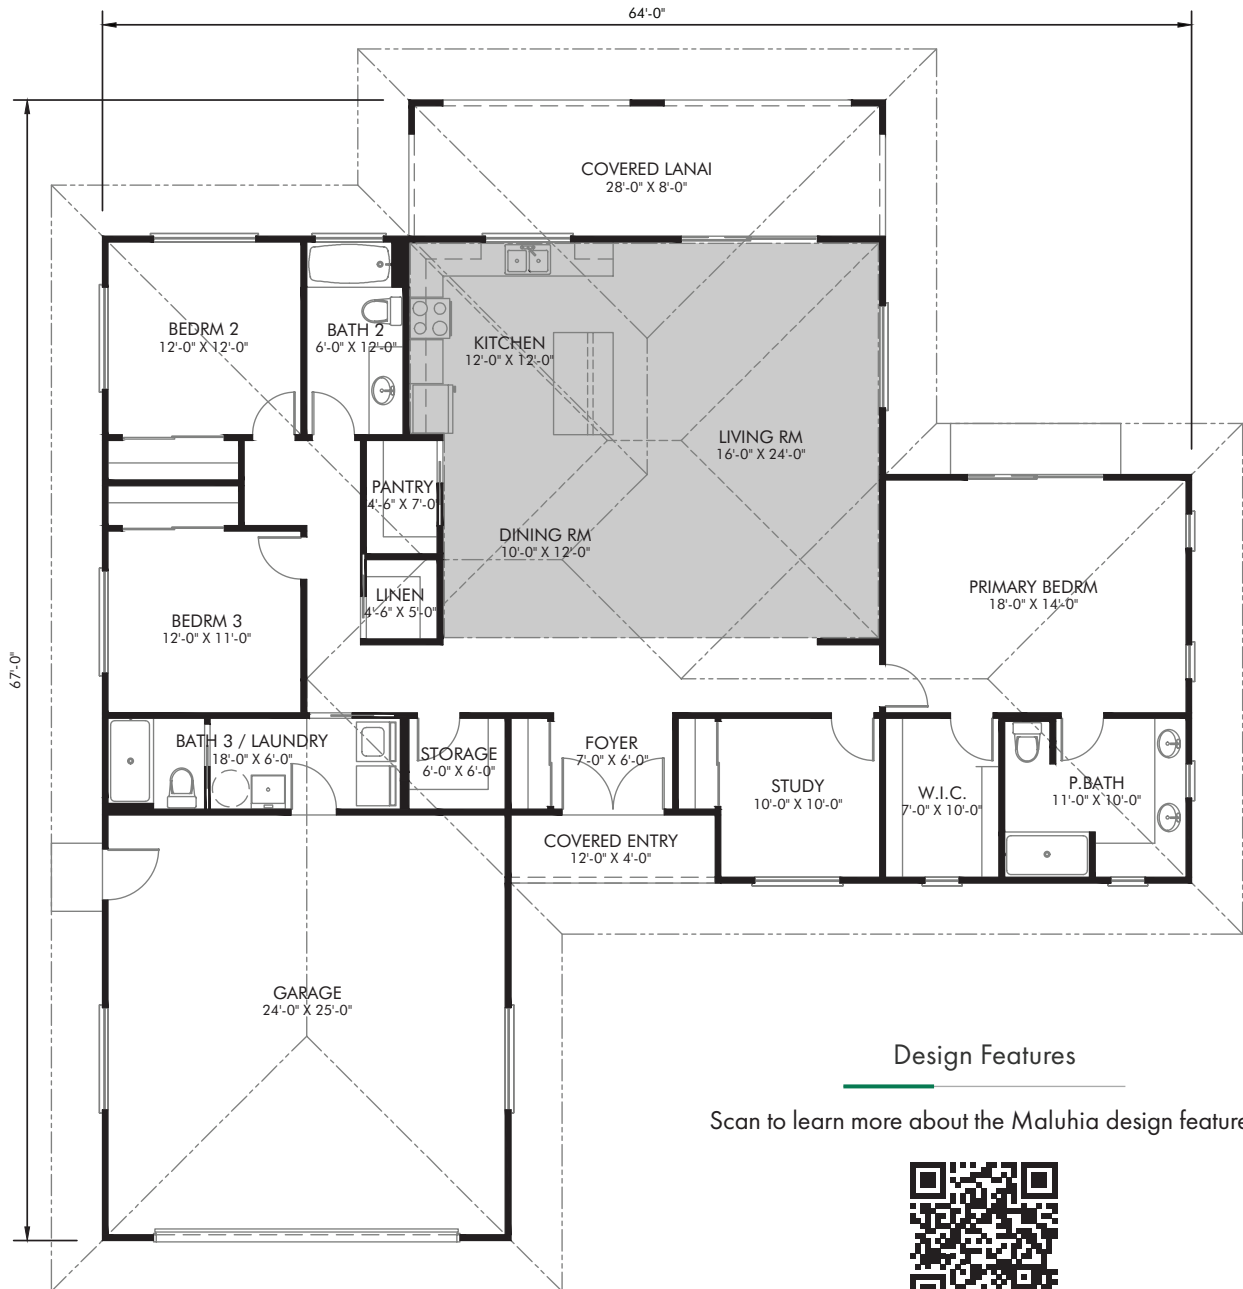 64'-0"
67'-0"
COVERED LANAI
28'-0" X 8'-0"
BEDRM 2
12'-0" X 12'-0"
BATH 2
6'-0" X 12'-0"
KITCHEN
12'-0" X 12'-0"
LIVING RM
16'-0" X 24'-0"
PANTRY
4'-6" X 7'-0"
DINING RM
10'-0" X 12'-0"
LINEN
4'-6" X 5'-0"
BEDRM 3
12'-0" X 11'-0"
PRIMARY BEDRM
18'-0" X 14'-0"
BATH 3 / LAUNDRY
18'-0" X 6'-0"
STORAGE
6'-0" X 6'-0"
FOYER
7'-0" X 6'-0"
STUDY
10'-0" X 10'-0"
W.I.C.
7'-0" X 10'-0"
P.BATH
11'-0" X 10'-0"
COVERED ENTRY
12'-0" X 4'-0"
GARAGE
24'-0" X 25'-0"
Design Features
Scan to learn more about the Maluhia design feature